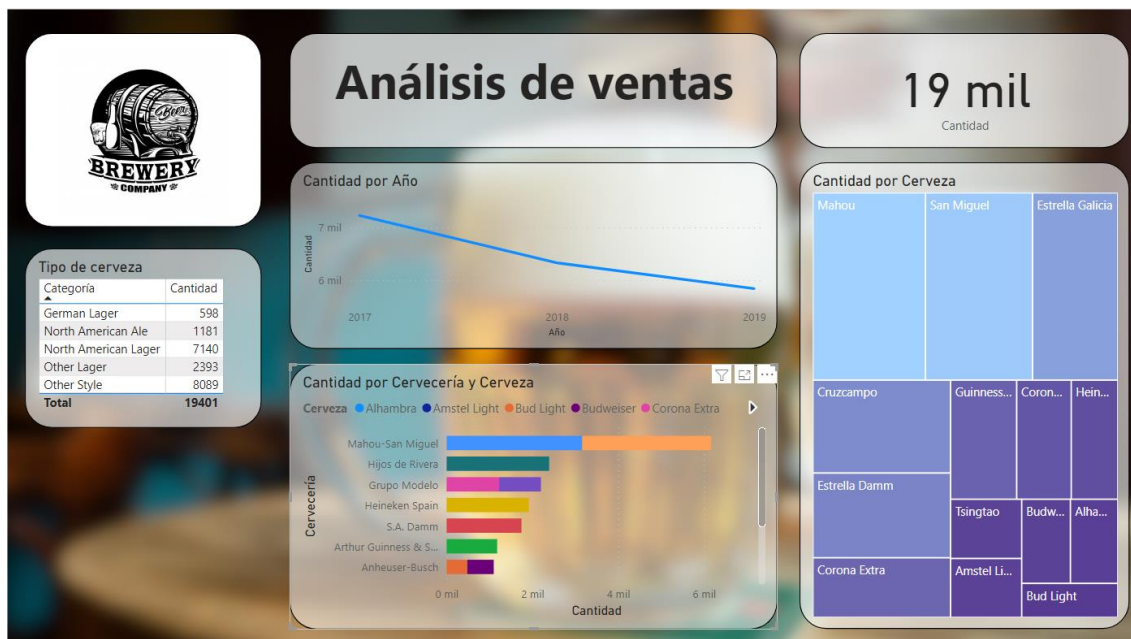 Beer
BREWERY
COMPANY
Análisis de ventas
19 mil
Cantidad
Tipo de cerveza
Categoría Cantidad
German Lager 598
North American Ale 1181
North American Lager 7140
Other Lager 2393
Other Style 8089
Total 19401
Cantidad por Año
Cantidad
7 mil
6 mil
2017 2018 2019
Año
Cantidad por Cervecería y Cerveza
Cerveza Alhambra Amstel Light Bud Light Budweiser Corona Extra
Cervecería
Mahou-San Miguel
Hijos de Rivera
Grupo Modelo
Heineken Spain
S.A. Damm
Arthur Guinness & S...
Anheuser-Busch
0 mil 2 mil 4 mil 6 mil
Cantidad
Cantidad por Cerveza
Mahou San Miguel Estrella Galicia
Cruzcampo Guinness... Coron... Hein...
Estrella Damm
Tsingtao Budw... Alha...
Corona Extra Amstel Li...
Bud Light